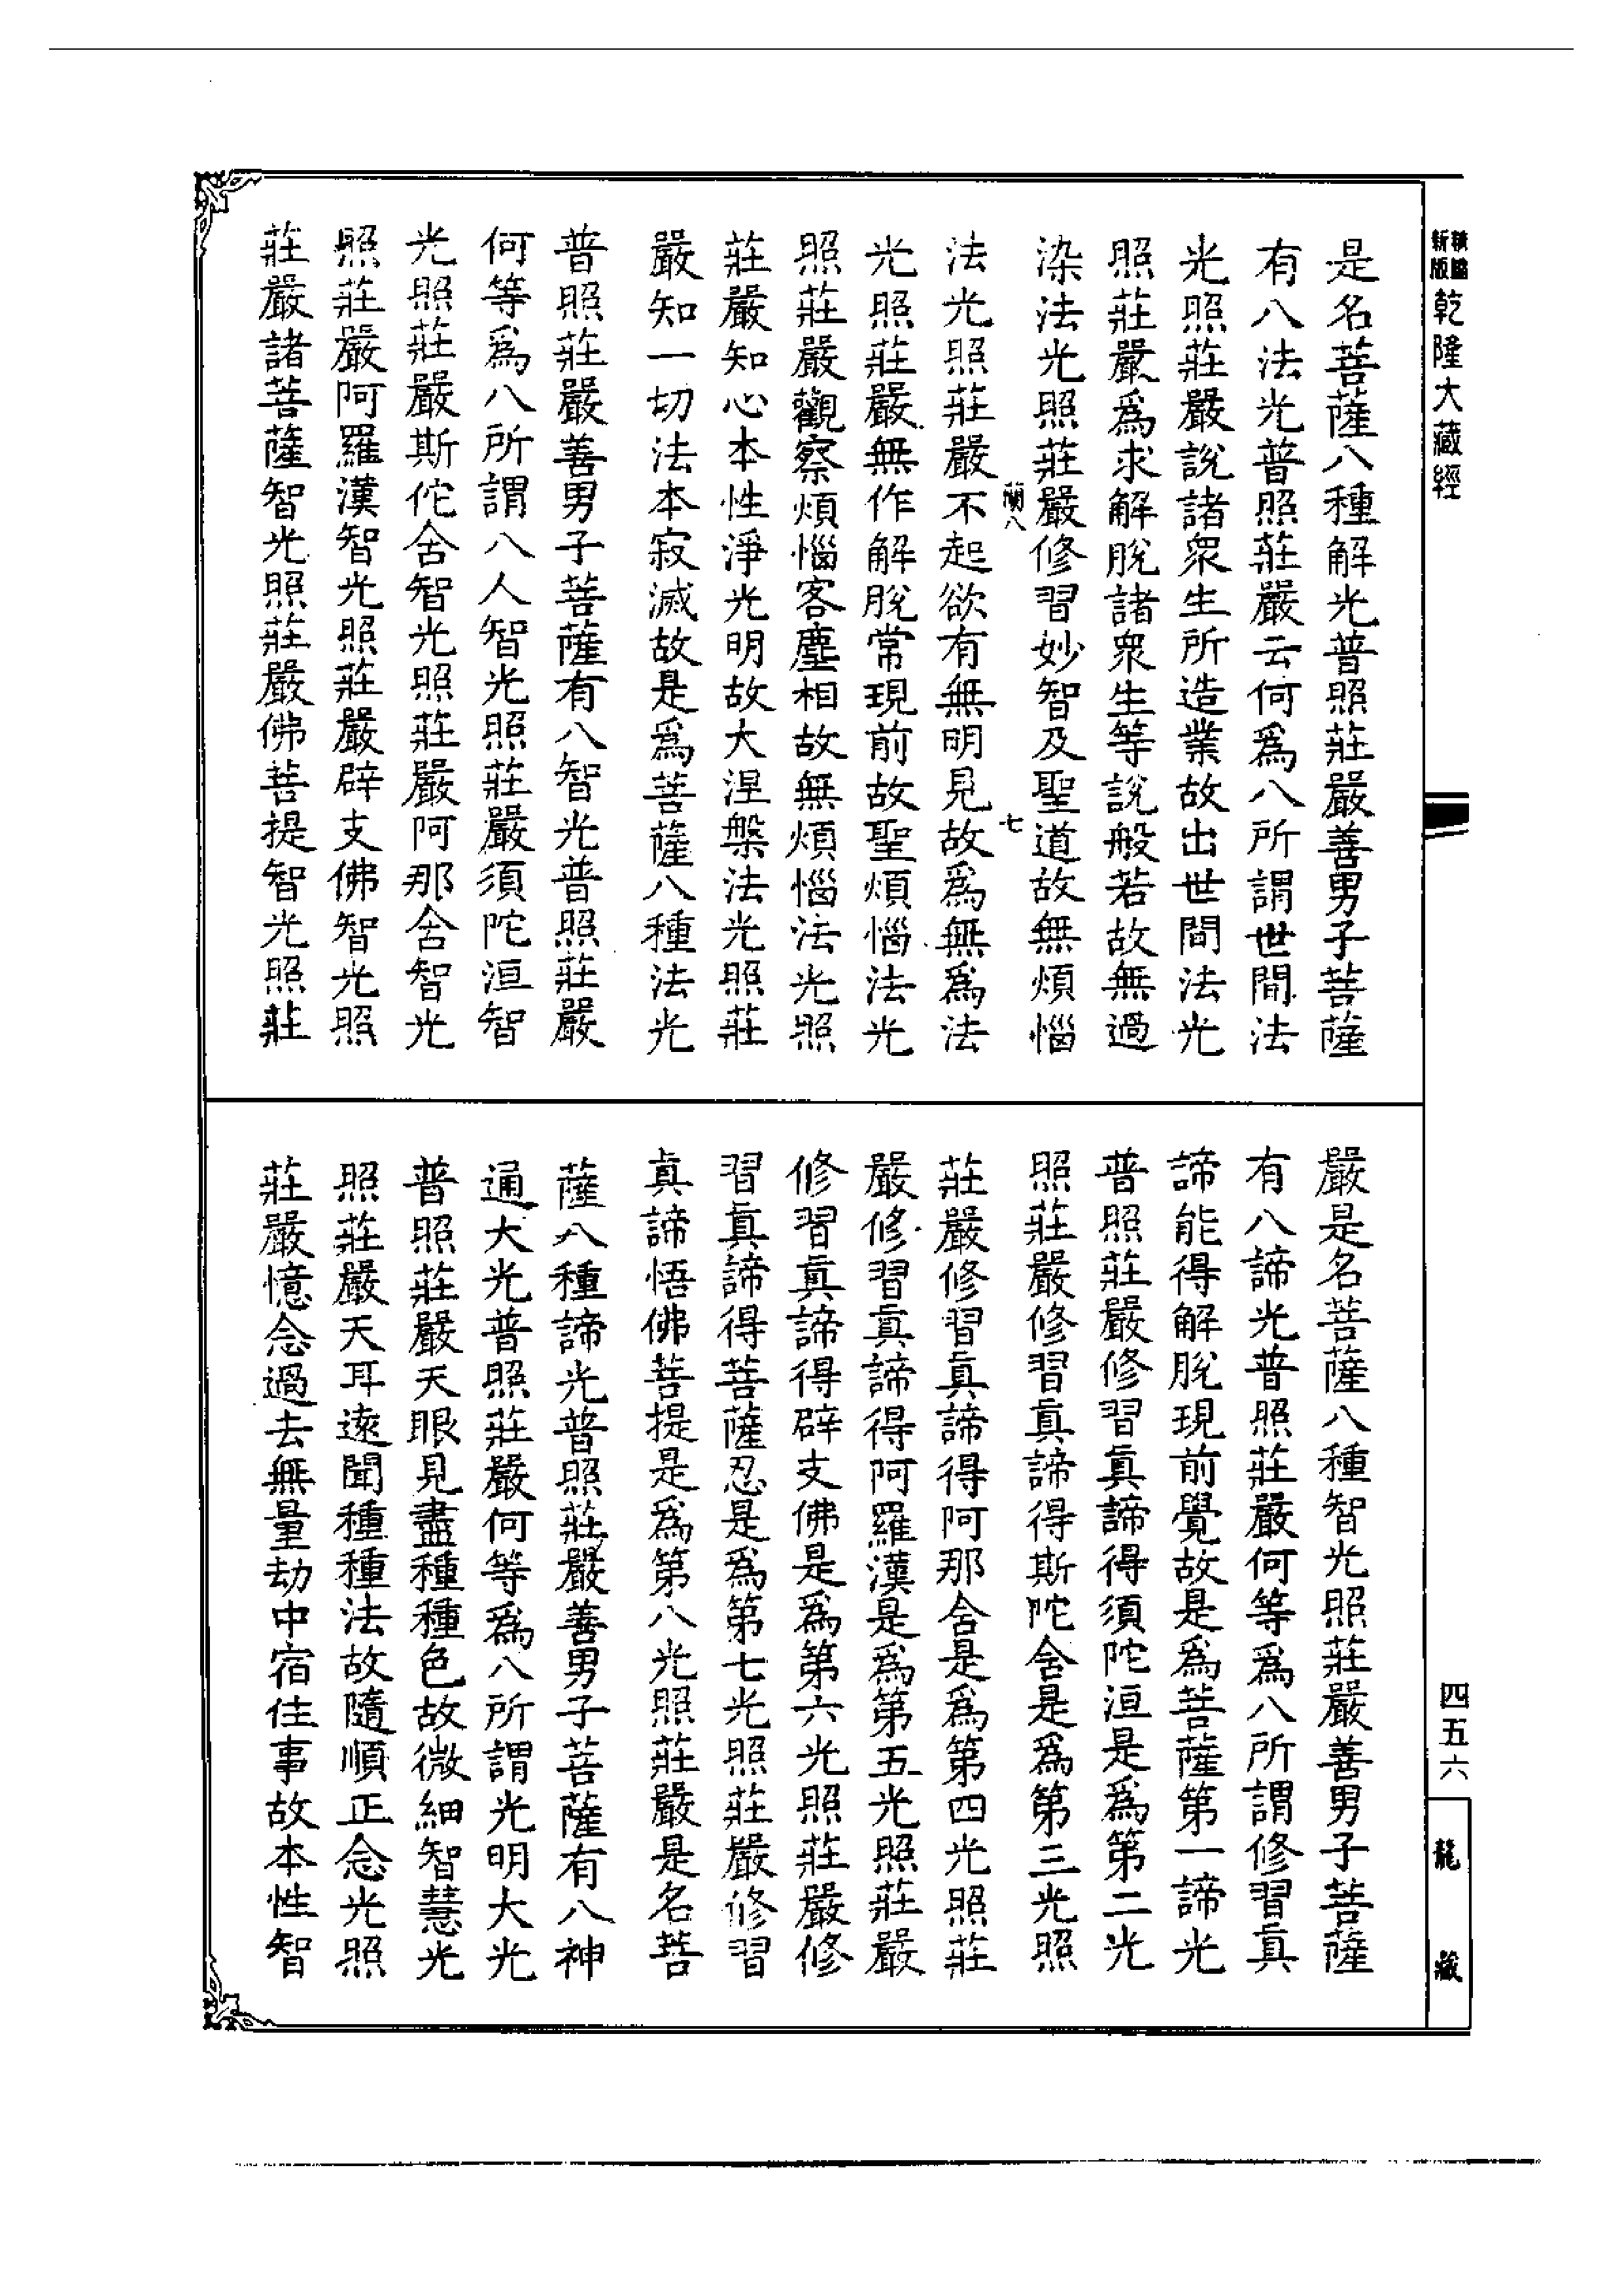 新編
新版
乾隆大藏經
是名菩薩八種解光普照莊嚴善男子菩薩
有八法光普照莊嚴云何爲八所謂世間法
光照莊嚴說諸衆生所造業故出世間法光
照莊嚴爲求解脫諸衆生等說般若故無過
染法光照莊嚴修習妙智及聖道故無煩惱
蘭八 七
法光照莊嚴不起欲有無明見故爲無爲法
光照莊嚴無作解脫常現前故聖煩惱法光
照莊嚴觀察煩惱客塵相故無煩惱法光照
莊嚴知心本性淨光明故大涅槃法光照莊
嚴知一切法本寂滅故是爲菩薩八種法光
普照莊嚴善男子菩薩有八智光普照莊嚴
何等爲八所謂八人智光照莊嚴須陀洹智
光照莊嚴斯佗含智光照莊嚴阿那含智光
照莊嚴阿羅漢智光照莊嚴辟支佛智光照
莊嚴諸菩薩智光照莊嚴佛菩提智光照莊
嚴是名菩薩八種智光照莊嚴善男子菩薩
有八諦光普照莊嚴何等爲八所謂修習真
諦能得解脫現前覺故是爲菩薩第一諦光
普照莊嚴修習真諦得須陀洹是爲第二光
照莊嚴修習真諦得斯陀含是爲第三光照
莊嚴修習真諦得阿那含是爲第四光照莊
嚴修習真諦得阿羅漢是爲第五光照莊嚴
修習真諦得辟支佛是爲第六光照莊嚴修
習真諦得菩薩忍是爲第七光照莊嚴修習
真諦悟佛菩提是爲第八光照莊嚴是名菩
薩八種諦光普照莊嚴善男子菩薩有八神
通大光普照莊嚴何等爲八所謂光明大光
普照莊嚴天眼見盡種種色故微細智慧光
照莊嚴天耳遠聞種種法故隨順正念光照
莊嚴憶念過去無量劫中宿住事故本性智
四五六
龍藏